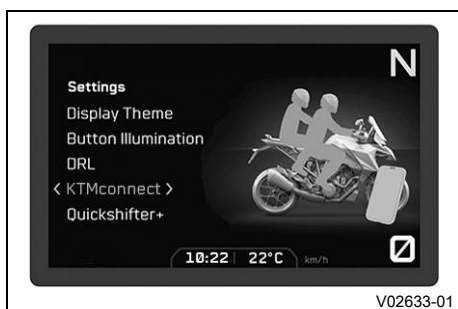 N
Settings
Display Theme
Button Illumination
DRL
< KTMconnect >
Quickshifter+
0
10:22 22°C km/h
V02633-01